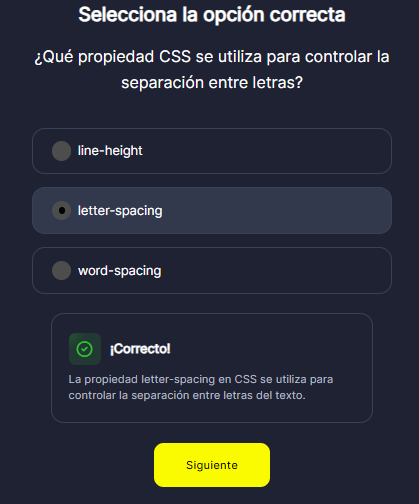 Selecciona la opción correcta
¿Qué propiedad CSS se utiliza para controlar la
separación entre letras?
line-height
letter-spacing
word-spacing
¡Correcto!
La propiedad letter-spacing en CSS se utiliza para
controlar la separación entre letras del texto.
Siguiente